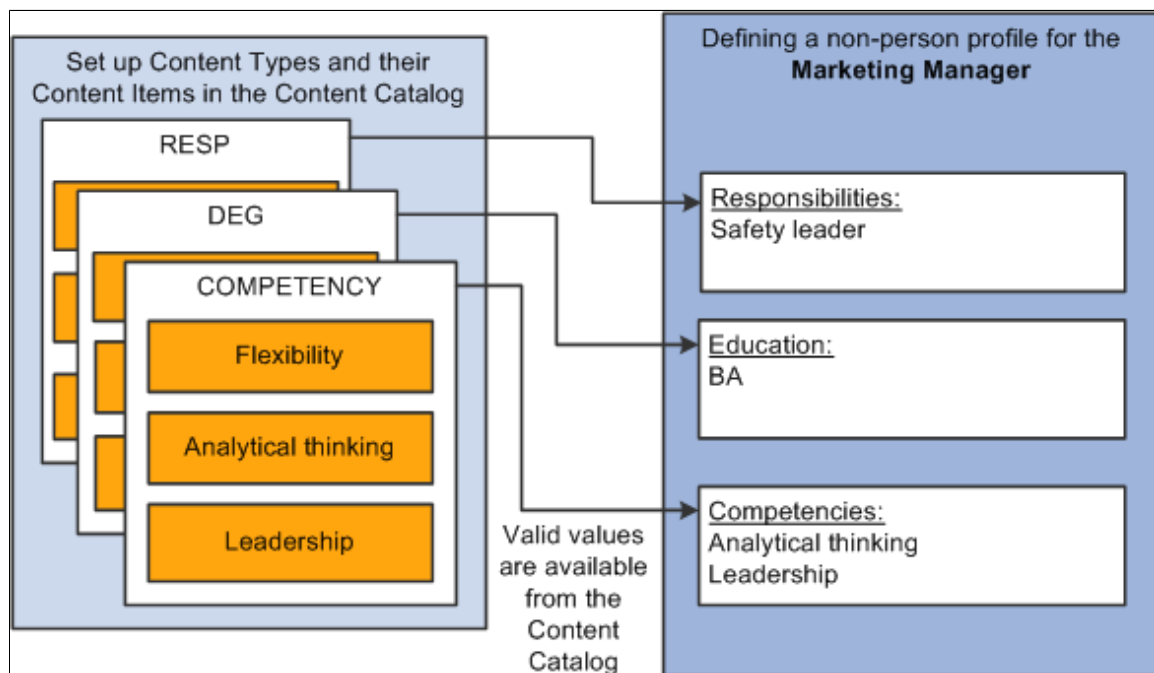 Set up Content Types and their
Content Items in the Content Catalog
RESP
DEG
COMPETENCY
Flexibility
Analytical thinking
Leadership
Valid values
are available
from the
Content
Catalog
Defining a non-person profile for the
Marketing Manager
Responsibilities:
Safety leader
Education:
BA
Competencies:
Analytical thinking
Leadership